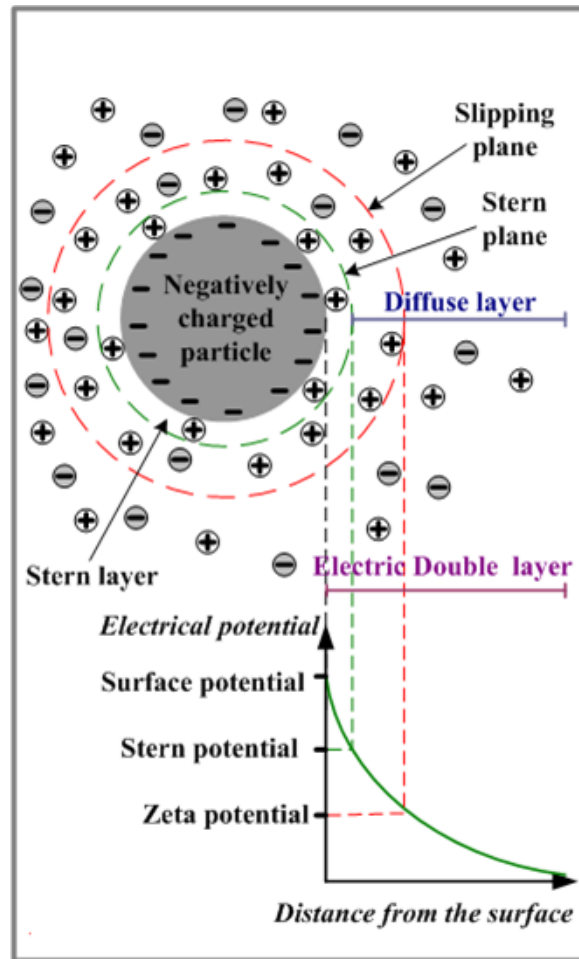 Slipping
plane
Stern
plane
Negatively
charged
particle
Diffuse layer
Stern layer
Electric Double layer
Electrical potential
Surface potential
Stern potential
Zeta potential
Distance from the surface